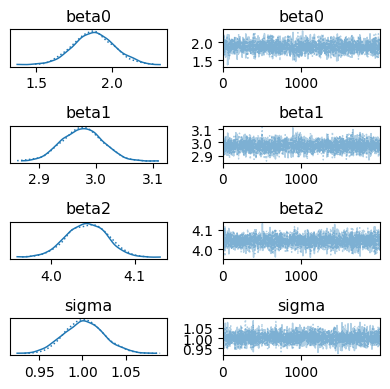 beta0 beta0
2.0
1.5
1.5 2.0 0 1000
beta1 beta1
3.1
3.0
2.9
2.9 3.0 3.1 0 1000
beta2 beta2
4.1
4.0
4.0 4.1 0 1000
sigma sigma
1.05
1.00
0.95
0.95 1.00 1.05 0 1000